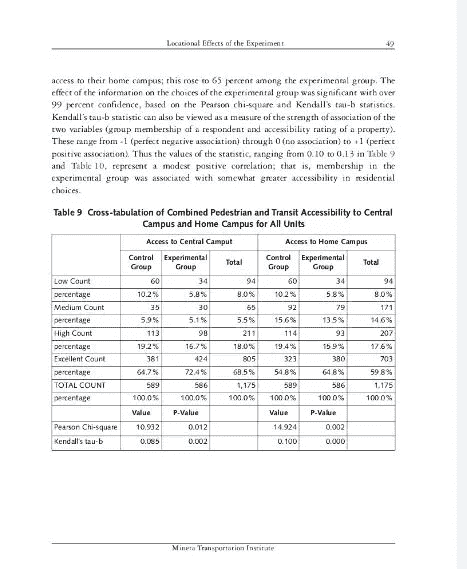 Locational Effects of the Experiment 49
access to their home campus; this rose to 65 percent among the experimental group. The
effect of the information on the choices of the experimental group was significant with over
99 percent confidence, based on the Pearson chi-square and Kendall's tau-b statistics.
Kendall's tau-b statistic can also be viewed as a measure of the strength of association of the
two variables (group membership of a respondent and accessibility rating of a property).
These range from -1 (perfect negative association) through 0 (no association) to +1 (perfect
positive association). Thus the values of the statistic, ranging from 0.10 to 0.13 in Table 9
and Table 10, represent a modest positive correlation; that is, membership in the
experimental group was associated with somewhat greater accessibility in residential
choices.
Table 9 Cross-tabulation of Combined Pedestrian and Transit Accessibility to Central
Campus and Home Campus for All Units
Access to Central Camput Access to Home Campus
Control Experimental Total Control Experimental Total
Group Group Group Group
Low Count 60 34 94 60 34 94
percentage 10.2% 5.8% 8.0% 10.2% 5.8% 8.0%
Medium Count 35 30 65 92 79 171
percentage 5.9% 5.1% 5.5% 15.6% 13.5% 14.6%
High Count 113 98 211 114 93 207
percentage 19.2% 16.7% 18.0% 19.4% 15.9% 17.6%
Excellent Count 381 424 805 323 380 703
percentage 64.7% 72.4% 68.5% 54.8% 64.8% 59.8%
TOTAL COUNT 589 586 1,175 589 586 1,175
percentage 100.0% 100.0% 100.0% 100.0% 100.0% 100.0%
Value P-Value Value P-Value
Pearson Chi-square 10.932 0.012 14.924 0.002
Kendall's tau-b 0.085 0.002 0.100 0.000
Mineta Transportation Institute